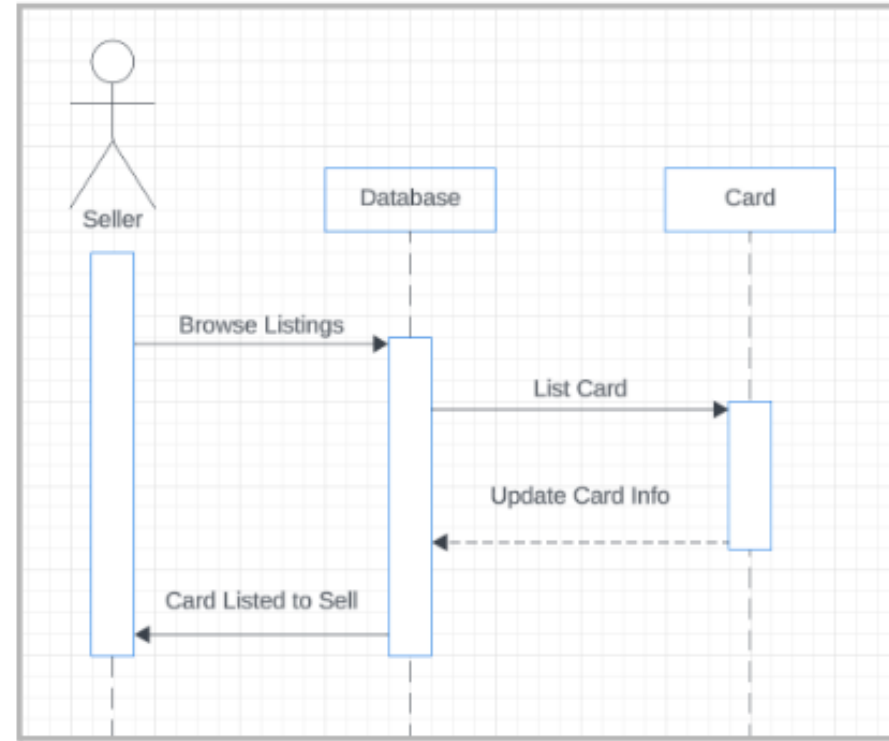 Seller
Database
Card
Browse Listings
List Card
Update Card Info
Card Listed to Sell